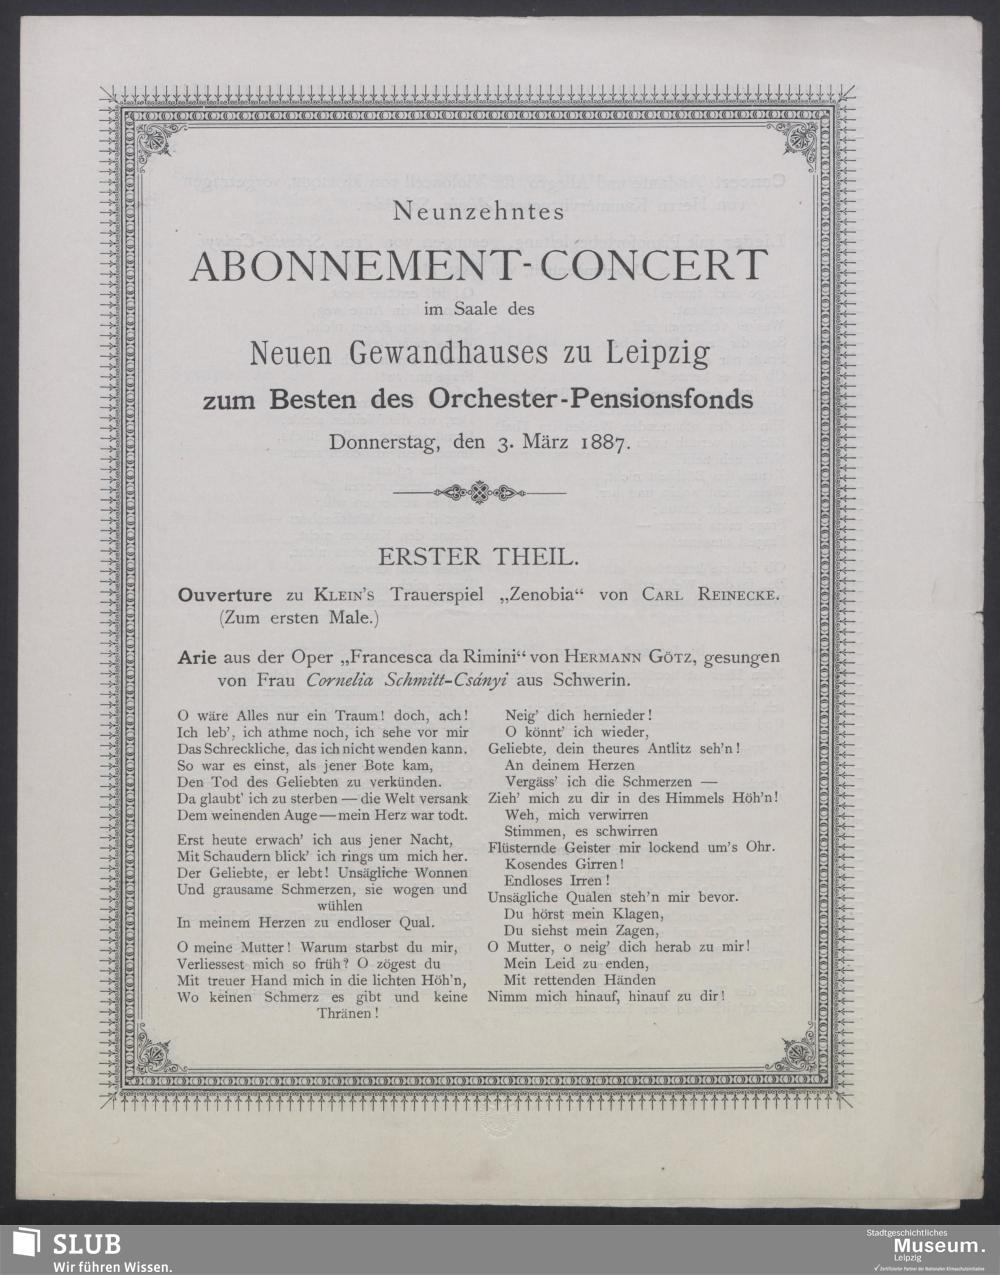 Neunzehntes
ABONNEMENT-CONCERT
im Saale des
Neuen Gewandhauses zu Leipzig
zum Besten des Orchester-Pensionsfonds
Donnerstag, den 3. März 1887.
ERSTER THEIL.
Ouverture zu KLEIN'S Trauerspiel „Zenobia“ von CARL REINECKE.
(Zum ersten Male.)
Arie aus der Oper „Francesca da Rimini“ von HERMANN GÖTZ, gesungen
von Frau Cornelia Schmitt-Csányi aus Schwerin.
O wäre Alles nur ein Traum! doch, ach!
Ich leb', ich athme noch, ich sehe vor mir
Das Schreckliche, das ich nicht wenden kann.
So war es einst, als jener Bote kam,
Den Tod des Geliebten zu verkünden.
Da glaubt' ich zu sterben — die Welt versank
Dem weinenden Auge — mein Herz war todt.
Erst heute erwach' ich aus jener Nacht,
Mit Schaudern blick' ich rings um mich her.
Der Geliebte, er lebt! Unsägliche Wonnen
Und grausame Schmerzen, sie wogen und
wühlen
In meinem Herzen zu endloser Qual.
O meine Mutter! Warum starbst du mir,
Verliessest mich so früh? O zögest du
Mit treuer Hand mich in die lichten Höh'n,
Wo keinen Schmerz es gibt und keine
Thränen!
Neig' dich hernieder!
O könnt' ich wieder,
Geliebte, dein theures Antlitz seh'n!
An deinem Herzen
Vergäss' ich die Schmerzen —
Zieh' mich zu dir in des Himmels Höh'n!
Weh, mich verwirren
Stimmen, es schwirren
Flüsternde Geister mir lockend um's Ohr.
Kosendes Girren!
Endloses Irren!
Unsägliche Qualen steh'n mir bevor.
Du hörst mein Klagen,
Du siehst mein Zagen,
O Mutter, o neig' dich herab zu mir!
Mein Leid zu enden,
Mit rettenden Händen
Nimm mich hinauf, hinauf zu dir!
SLUB
Wir führen Wissen.
Stadtgeschichtliches
Museum.
Leipzig
✓ Zertifizierter Partner der Nationalen Klimaschutzinitiative